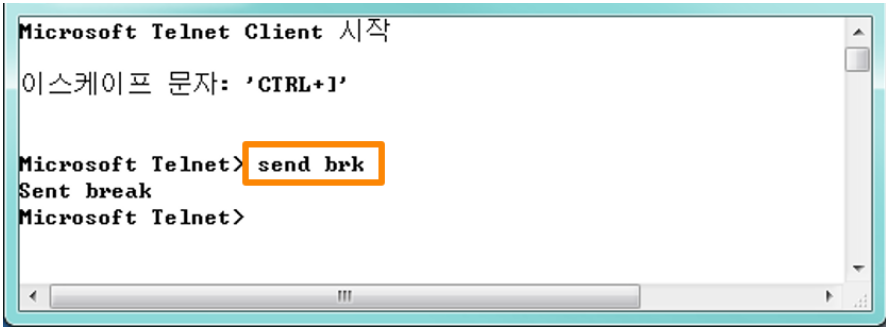 Microsoft Telnet Client 시작
이스케이프 문자: 'CTRL+]'
Microsoft Telnet> send brk
Sent break
Microsoft Telnet>